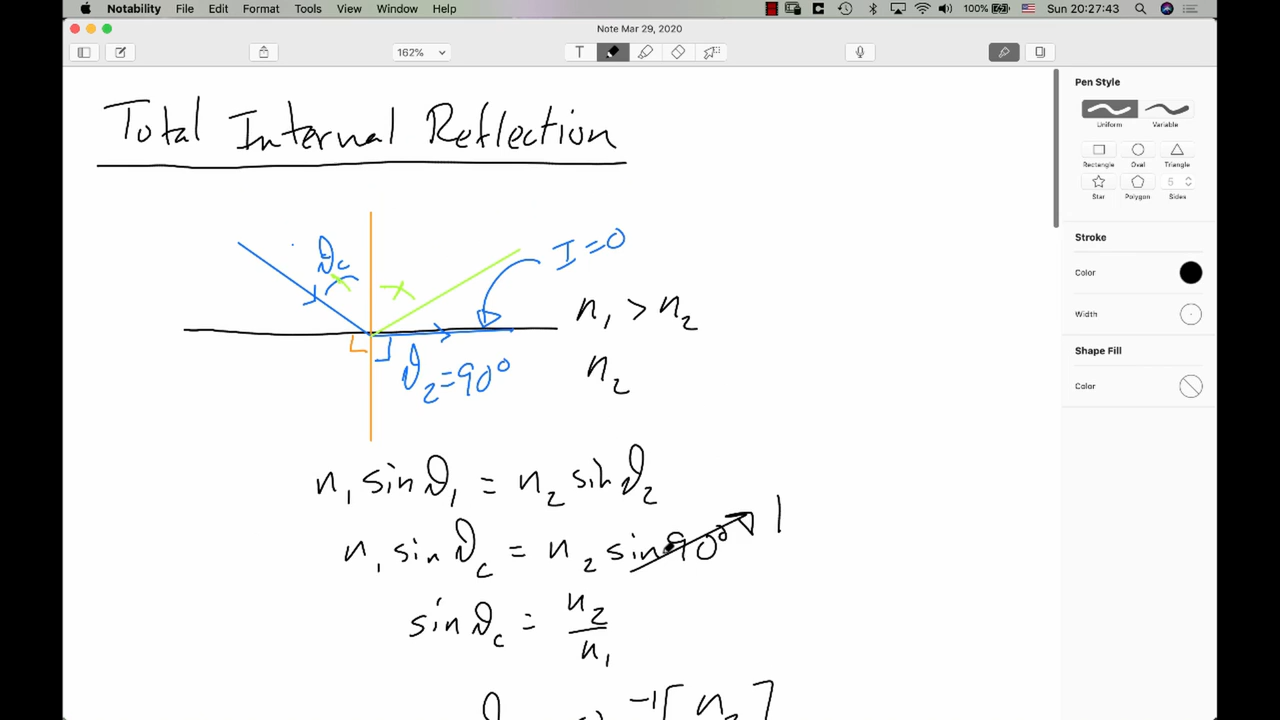 Notability File Edit Format Tools View Window Help 100% Sun 20:27:43
Note Mar 29, 2020
162%
T
Pen Style
Uniform Variable
Rectangle Oval Triangle
5
Star Polygon Sides
Stroke
Color
Width
Shape Fill
Color
Total Internal Reflection
ϑc
I = 0
n₁ > n₂
ϑ₂ = 90°
n₂
n₁ sin ϑ₁ = n₂ sin ϑ₂
n₁ sin ϑc = n₂ sin 90° 1
sin ϑc = n₂/n₁